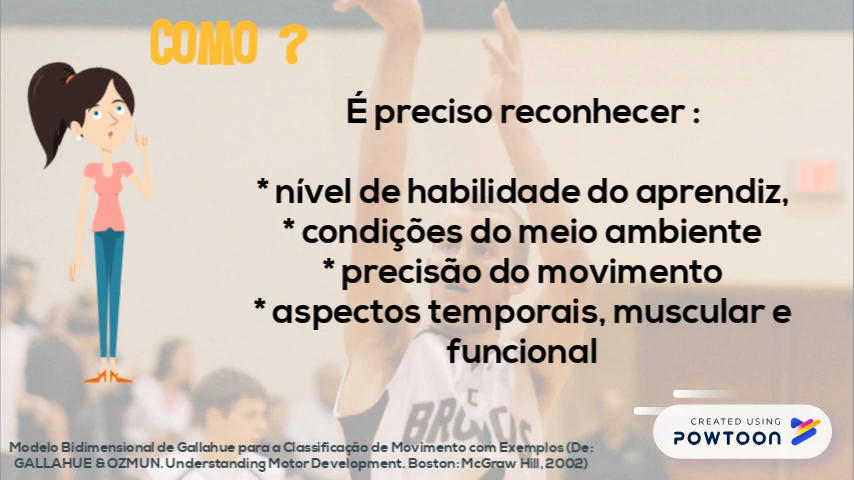 COMO ?
É preciso reconhecer :
* nível de habilidade do aprendiz,
* condições do meio ambiente
* precisão do movimento
* aspectos temporais, muscular e
funcional
C
BRONCOS
CREATED USING
POWTOON
Modelo Bidimensional de Gallahue para a Classificação de Movimento com Exemplos (De:
GALLAHUE & OZMUN. Understanding Motor Development. Boston: McGraw Hill, 2002)